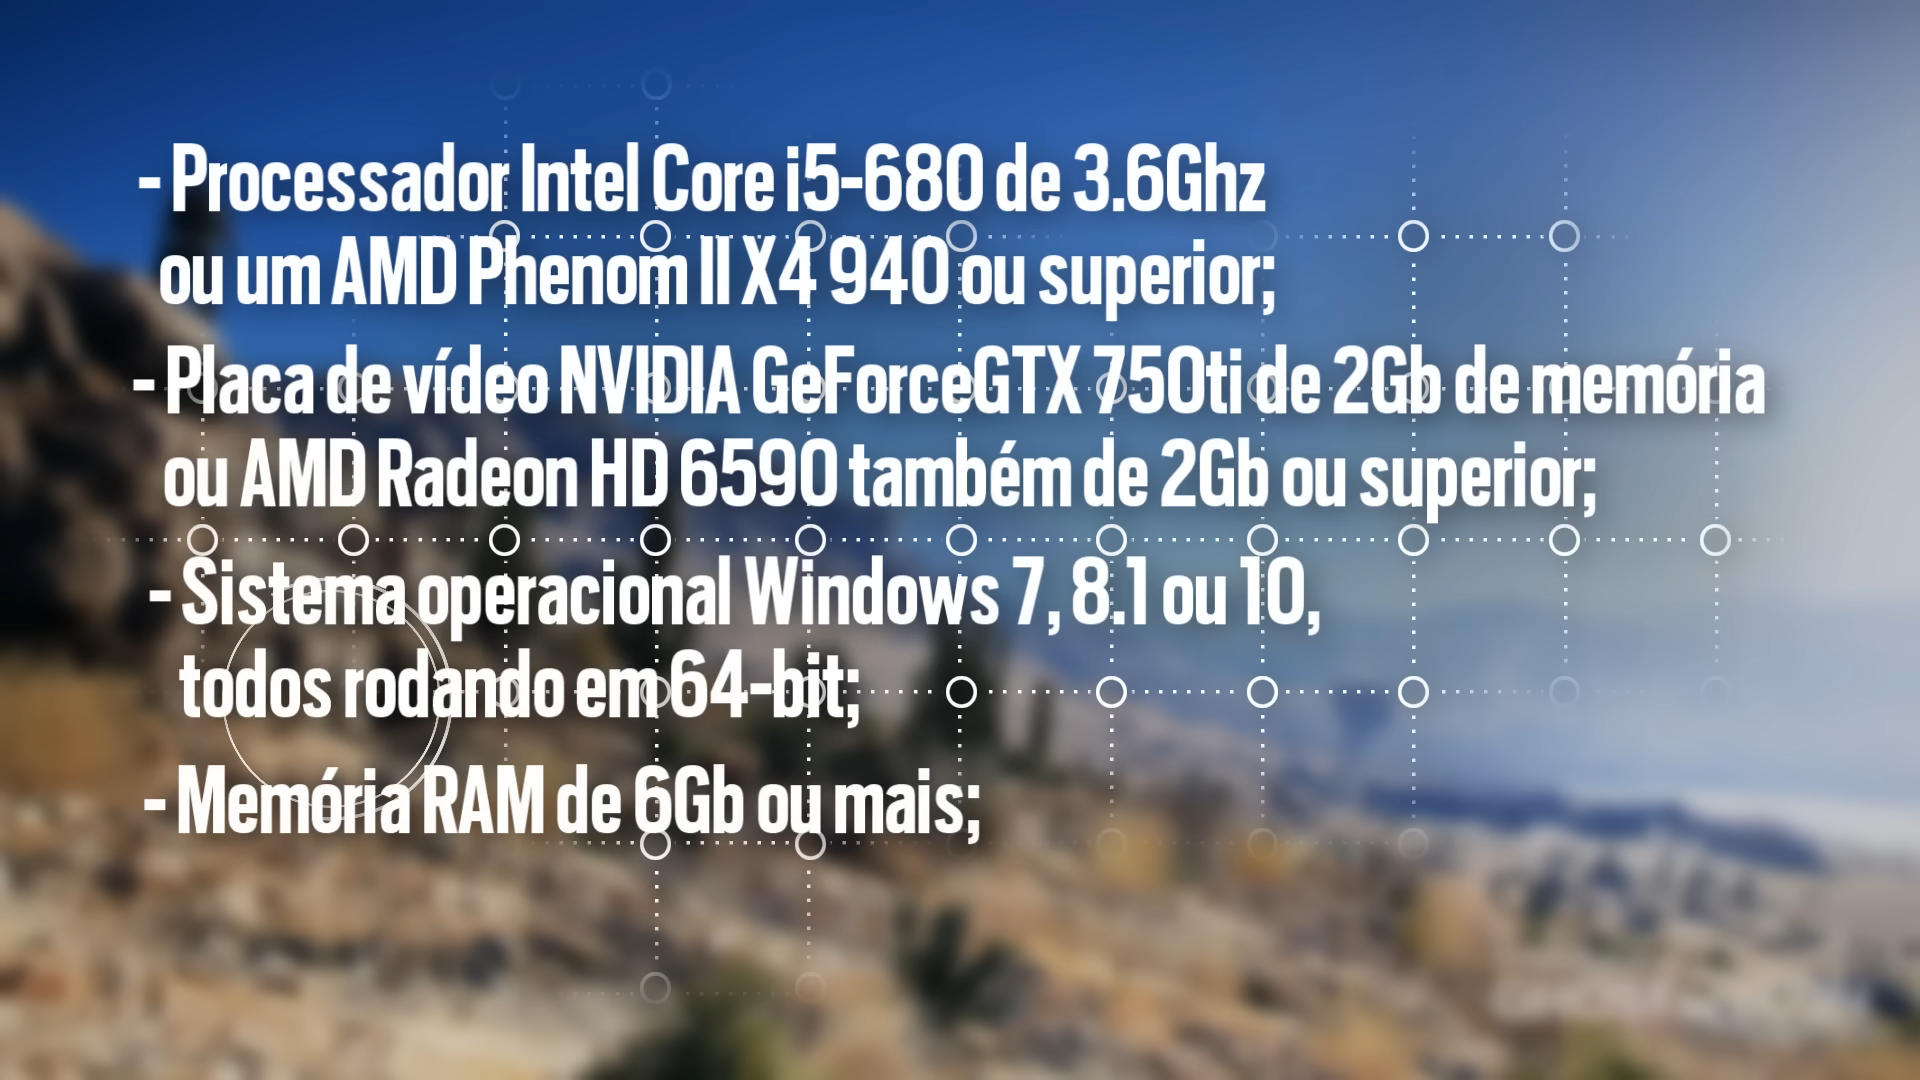 - Processador Intel Core i5-680 de 3.6Ghz
ou um AMD Phenom II X4 940 ou superior;
- Placa de vídeo NVIDIA GeForceGTX 750ti de 2Gb de memória
ou AMD Radeon HD 6590 também de 2Gb ou superior;
- Sistema operacional Windows 7, 8.1 ou 10,
todos rodando em 64-bit;
- Memória RAM de 6Gb ou mais;